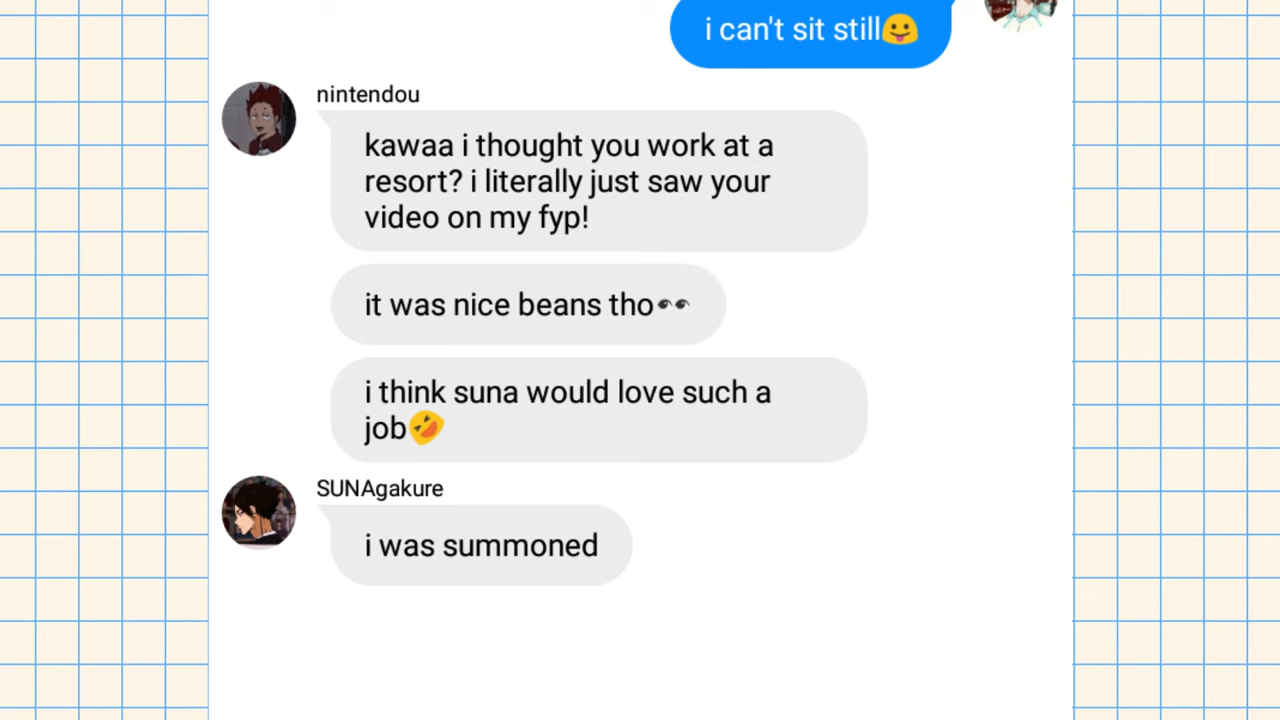 i can't sit still😛
nintendou
kawaa i thought you work at a
resort? i literally just saw your
video on my fyp!
it was nice beans tho👀
i think suna would love such a
job🤣
SUNAgakure
i was summoned